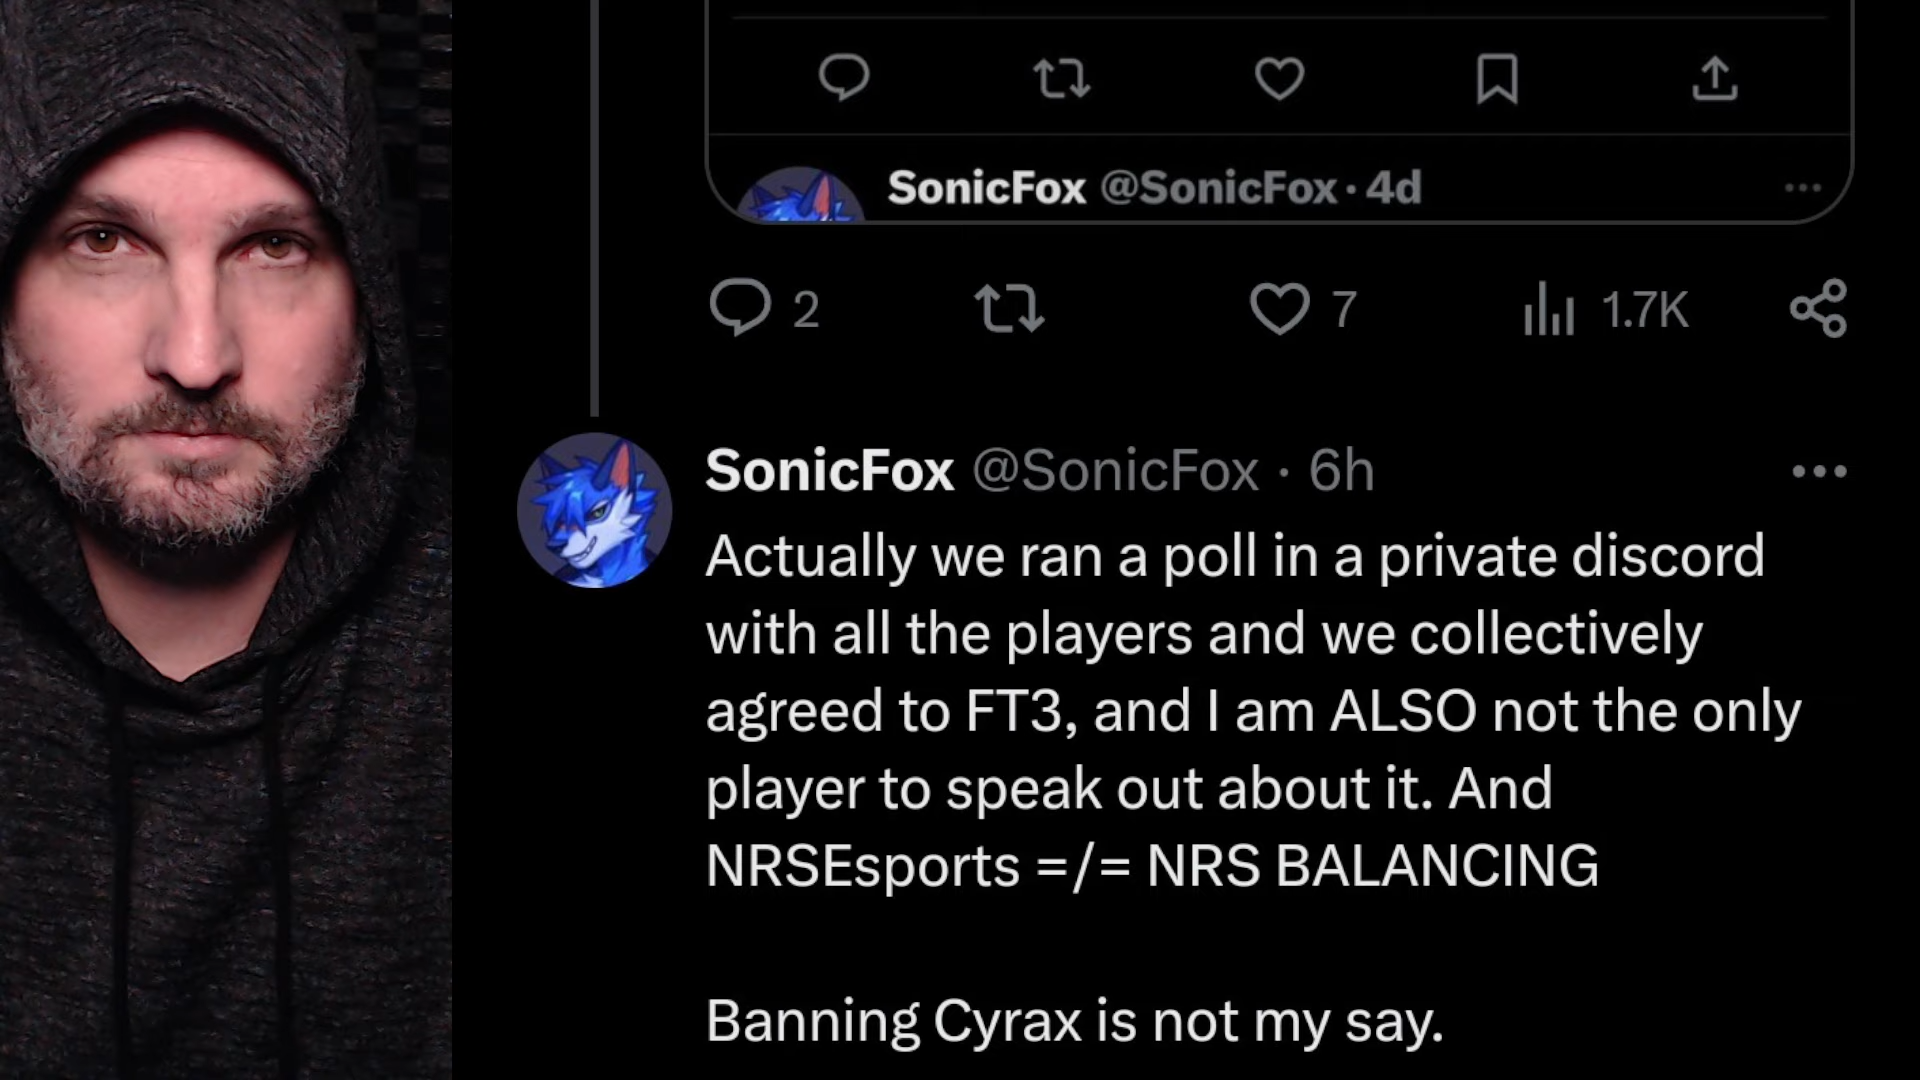 SonicFox @SonicFox · 4d
2 7 1.7K
SonicFox @SonicFox · 6h
Actually we ran a poll in a private discord
with all the players and we collectively
agreed to FT3, and I am ALSO not the only
player to speak out about it. And
NRSEsports =/= NRS BALANCING
Banning Cyrax is not my say.